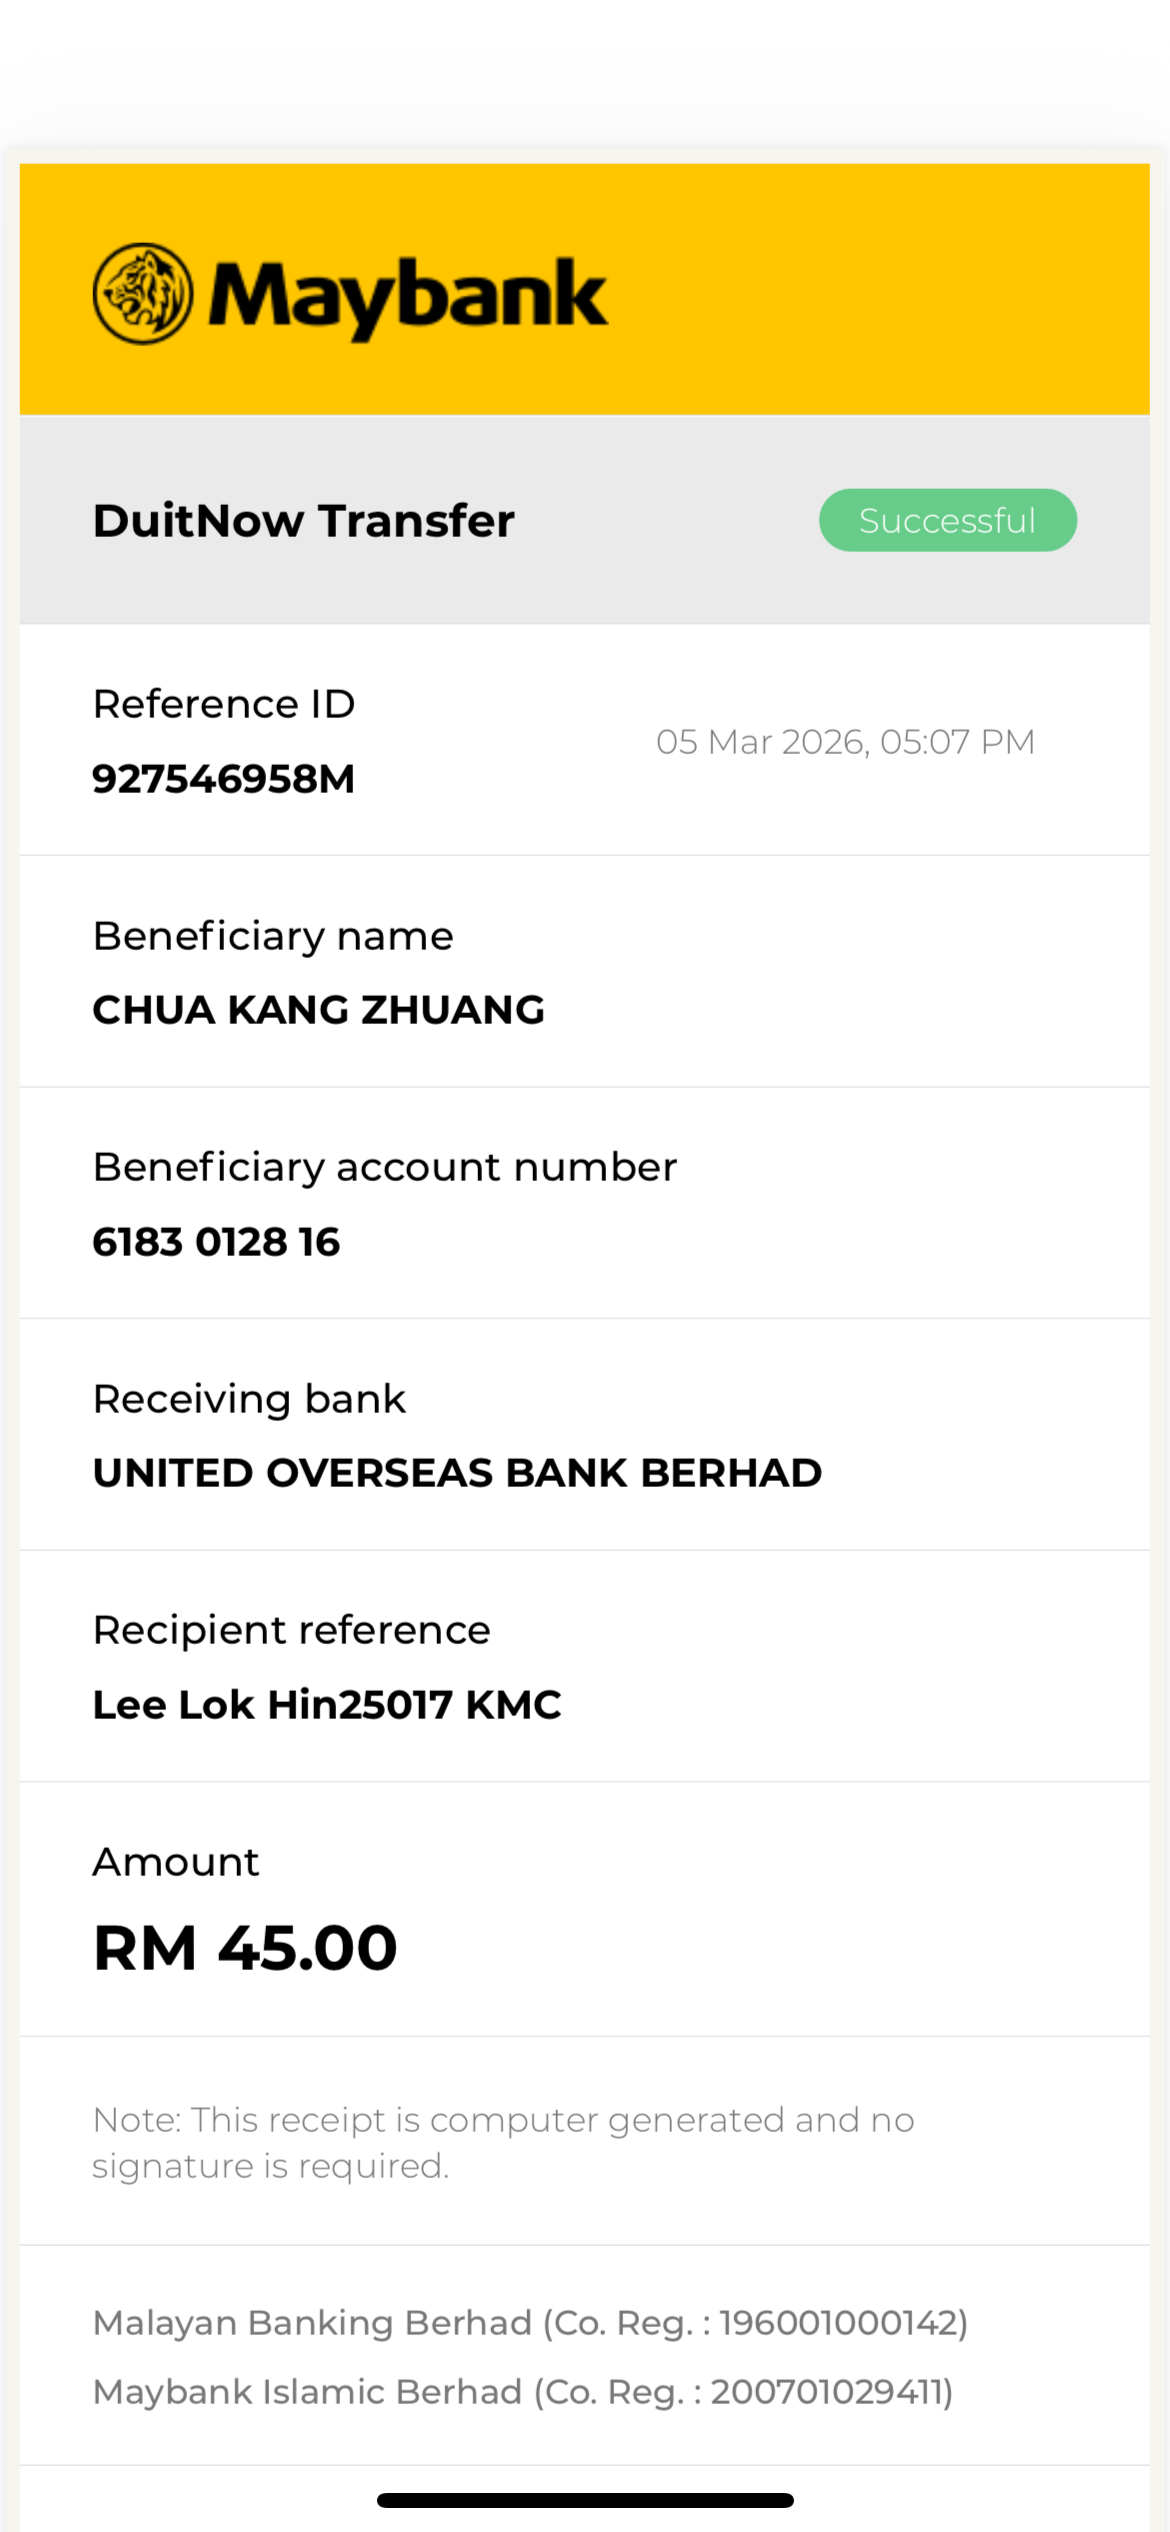 Maybank
DuitNow Transfer
Successful
Reference ID
05 Mar 2026, 05:07 PM
927546958M
Beneficiary name
CHUA KANG ZHUANG
Beneficiary account number
6183 0128 16
Receiving bank
UNITED OVERSEAS BANK BERHAD
Recipient reference
Lee Lok Hin25017 KMC
Amount
RM 45.00
Note: This receipt is computer generated and no
signature is required.
Malayan Banking Berhad (Co. Reg. : 196001000142)
Maybank Islamic Berhad (Co. Reg. : 200701029411)